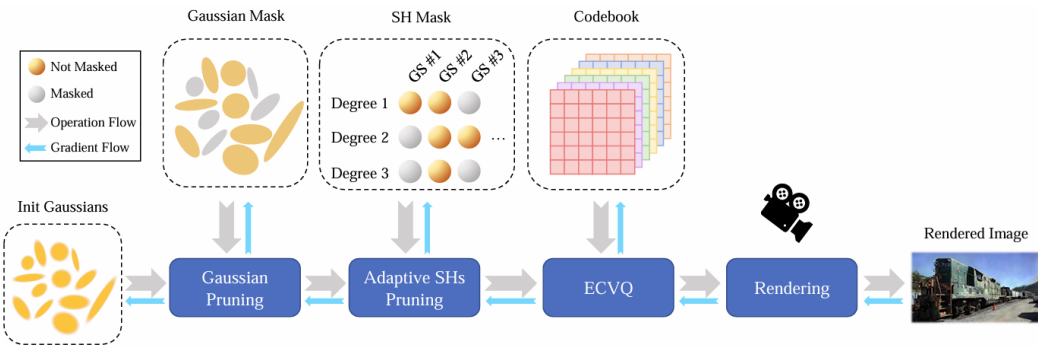 Gaussian Mask
SH Mask
Codebook
Not Masked
Masked
Operation Flow
Gradient Flow
GS #1
GS #2
GS #3
Degree 1
Degree 2
...
Degree 3
Init Gaussians
Gaussian
Pruning
Adaptive SHs
Pruning
ECVQ
Rendering
Rendered Image